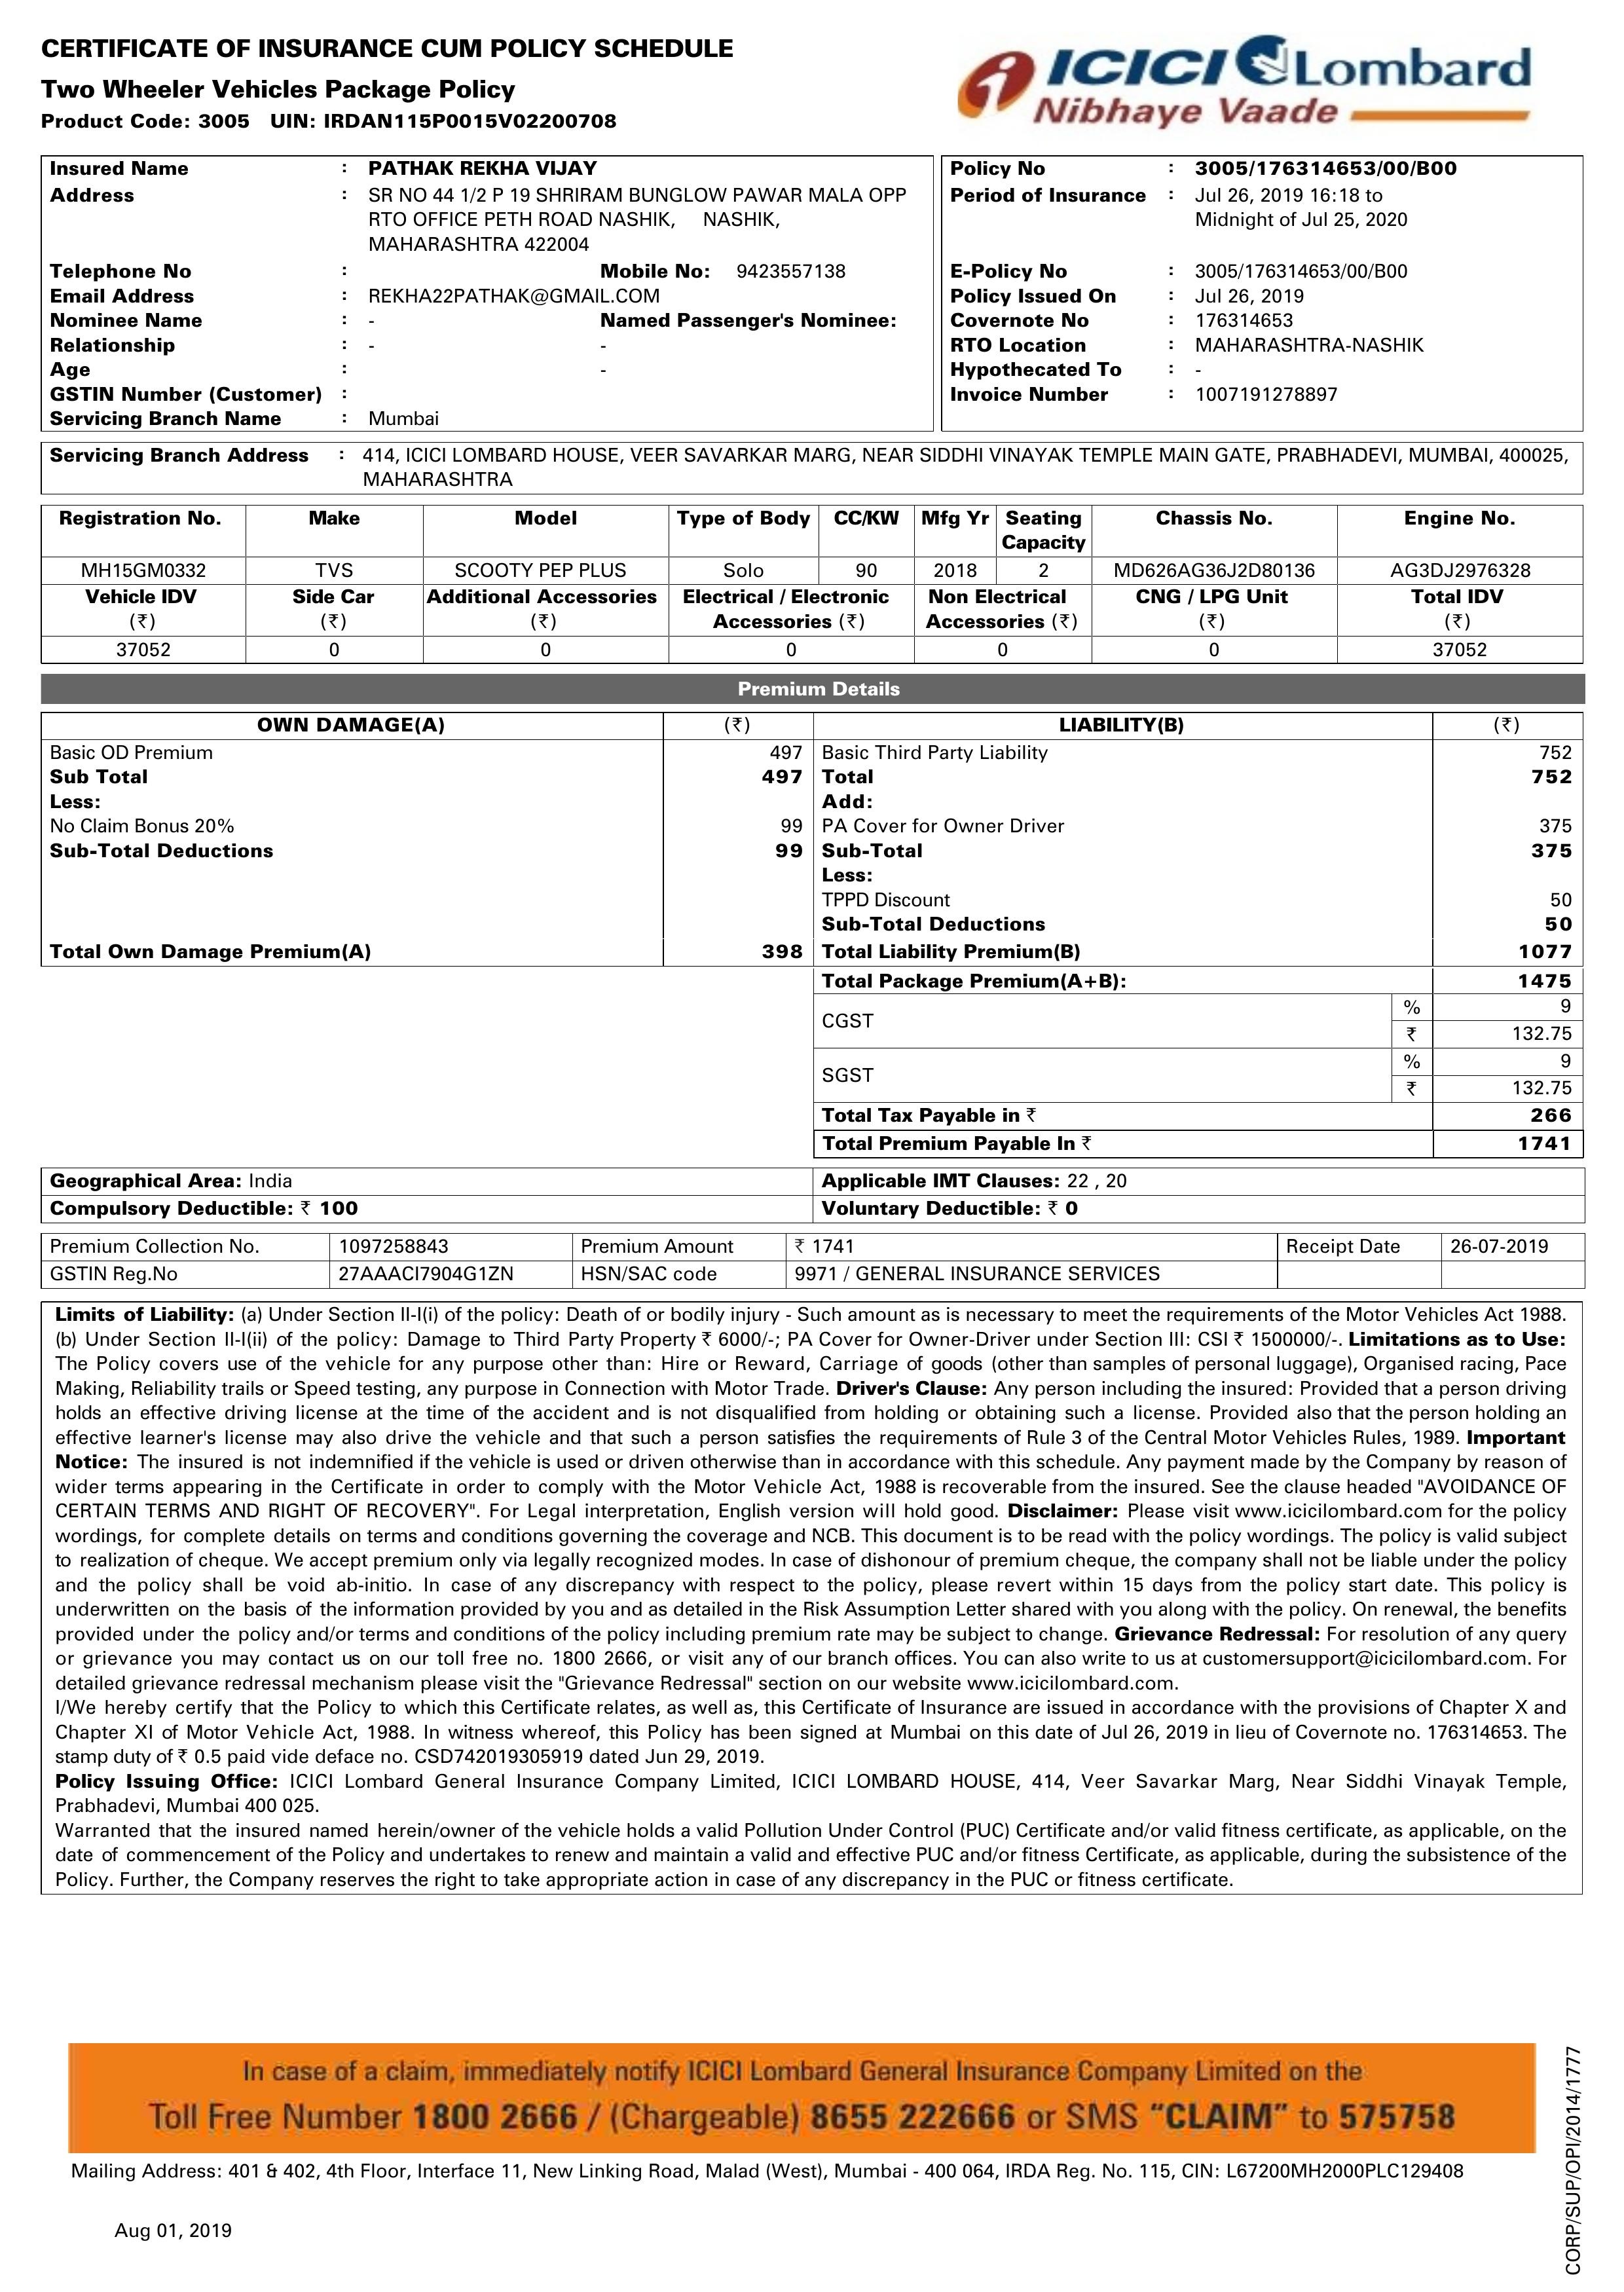 CERTIFICATE OF INSURANCE CUM POLICY SCHEDULE
Two Wheeler Vehicles Package Policy
Product Code: 3005 UIN: IRDAN115P0015V02200708
ICICI Lombard
Nibhaye Vaade
Insured Name : PATHAK REKHA VIJAY
Address : SR NO 44 1/2 P 19 SHRIRAM BUNGLOW PAWAR MALA OPP
RTO OFFICE PETH ROAD NASHIK, NASHIK,
MAHARASHTRA 422004
Telephone No : Mobile No: 9423557138
Email Address : REKHA22PATHAK@GMAIL.COM
Nominee Name : - Named Passenger's Nominee:
Relationship : - -
Age : -
GSTIN Number (Customer) :
Servicing Branch Name : Mumbai
Policy No : 3005/176314653/00/B00
Period of Insurance : Jul 26, 2019 16:18 to
Midnight of Jul 25, 2020
E-Policy No : 3005/176314653/00/B00
Policy Issued On : Jul 26, 2019
Covernote No : 176314653
RTO Location : MAHARASHTRA-NASHIK
Hypothecated To : -
Invoice Number : 1007191278897
Servicing Branch Address : 414, ICICI LOMBARD HOUSE, VEER SAVARKAR MARG, NEAR SIDDHI VINAYAK TEMPLE MAIN GATE, PRABHADEVI, MUMBAI, 400025,
MAHARASHTRA
Registration No. Make Model Type of Body CC/KW Mfg Yr Seating Capacity Chassis No. Engine No.
MH15GM0332 TVS SCOOTY PEP PLUS Solo 90 2018 2 MD626AG36J2D80136 AG3DJ2976328
Vehicle IDV Side Car Additional Accessories Electrical / Electronic Non Electrical CNG / LPG Unit Total IDV
(₹) (₹) (₹) Accessories (₹) Accessories (₹) (₹) (₹)
37052 0 0 0 0 0 37052
Premium Details
OWN DAMAGE(A) (₹) LIABILITY(B) (₹)
Basic OD Premium 497 Basic Third Party Liability 752
Sub Total 497 Total 752
Less: Add:
No Claim Bonus 20% 99 PA Cover for Owner Driver 375
Sub-Total Deductions 99 Sub-Total 375
Less:
TPPD Discount 50
Sub-Total Deductions 50
Total Own Damage Premium(A) 398 Total Liability Premium(B) 1077
Total Package Premium(A+B): 1475
CGST % 9
₹ 132.75
SGST % 9
₹ 132.75
Total Tax Payable in ₹ 266
Total Premium Payable In ₹ 1741
Geographical Area: India Applicable IMT Clauses: 22 , 20
Compulsory Deductible: ₹ 100 Voluntary Deductible: ₹ 0
Premium Collection No. 1097258843 Premium Amount ₹ 1741 Receipt Date 26-07-2019
GSTIN Reg.No 27AAACI7904G1ZN HSN/SAC code 9971 / GENERAL INSURANCE SERVICES
Limits of Liability: (a) Under Section II-I(i) of the policy: Death of or bodily injury - Such amount as is necessary to meet the requirements of the Motor Vehicles Act 1988.
(b) Under Section II-I(ii) of the policy: Damage to Third Party Property ₹ 6000/-; PA Cover for Owner-Driver under Section III: CSI ₹ 1500000/-. Limitations as to Use:
The Policy covers use of the vehicle for any purpose other than: Hire or Reward, Carriage of goods (other than samples of personal luggage), Organised racing, Pace
Making, Reliability trails or Speed testing, any purpose in Connection with Motor Trade. Driver's Clause: Any person including the insured: Provided that a person driving
holds an effective driving license at the time of the accident and is not disqualified from holding or obtaining such a license. Provided also that the person holding an
effective learner's license may also drive the vehicle and that such a person satisfies the requirements of Rule 3 of the Central Motor Vehicles Rules, 1989. Important
Notice: The insured is not indemnified if the vehicle is used or driven otherwise than in accordance with this schedule. Any payment made by the Company by reason of
wider terms appearing in the Certificate in order to comply with the Motor Vehicle Act, 1988 is recoverable from the insured. See the clause headed "AVOIDANCE OF
CERTAIN TERMS AND RIGHT OF RECOVERY". For Legal interpretation, English version will hold good. Disclaimer: Please visit www.icicilombard.com for the policy
wordings, for complete details on terms and conditions governing the coverage and NCB. This document is to be read with the policy wordings. The policy is valid subject
to realization of cheque. We accept premium only via legally recognized modes. In case of dishonour of premium cheque, the company shall not be liable under the policy
and the policy shall be void ab-initio. In case of any discrepancy with respect to the policy, please revert within 15 days from the policy start date. This policy is
underwritten on the basis of the information provided by you and as detailed in the Risk Assumption Letter shared with you along with the policy. On renewal, the benefits
provided under the policy and/or terms and conditions of the policy including premium rate may be subject to change. Grievance Redressal: For resolution of any query
or grievance you may contact us on our toll free no. 1800 2666, or visit any of our branch offices. You can also write to us at customersupport@icicilombard.com. For
detailed grievance redressal mechanism please visit the "Grievance Redressal" section on our website www.icicilombard.com.
I/We hereby certify that the Policy to which this Certificate relates, as well as, this Certificate of Insurance are issued in accordance with the provisions of Chapter X and
Chapter XI of Motor Vehicle Act, 1988. In witness whereof, this Policy has been signed at Mumbai on this date of Jul 26, 2019 in lieu of Covernote no. 176314653. The
stamp duty of ₹ 0.5 paid vide deface no. CSD742019305919 dated Jun 29, 2019.
Policy Issuing Office: ICICI Lombard General Insurance Company Limited, ICICI LOMBARD HOUSE, 414, Veer Savarkar Marg, Near Siddhi Vinayak Temple,
Prabhadevi, Mumbai 400 025.
Warranted that the insured named herein/owner of the vehicle holds a valid Pollution Under Control (PUC) Certificate and/or valid fitness certificate, as applicable, on the
date of commencement of the Policy and undertakes to renew and maintain a valid and effective PUC and/or fitness Certificate, as applicable, during the subsistence of the
Policy. Further, the Company reserves the right to take appropriate action in case of any discrepancy in the PUC or fitness certificate.
In case of a claim, immediately notify ICICI Lombard General Insurance Company Limited on the
Toll Free Number 1800 2666 / (Chargeable) 8655 222666 or SMS “CLAIM” to 575758
Mailing Address: 401 & 402, 4th Floor, Interface 11, New Linking Road, Malad (West), Mumbai - 400 064, IRDA Reg. No. 115, CIN: L67200MH2000PLC129408
CORP/SUP/OPI/2014/1777
Aug 01, 2019